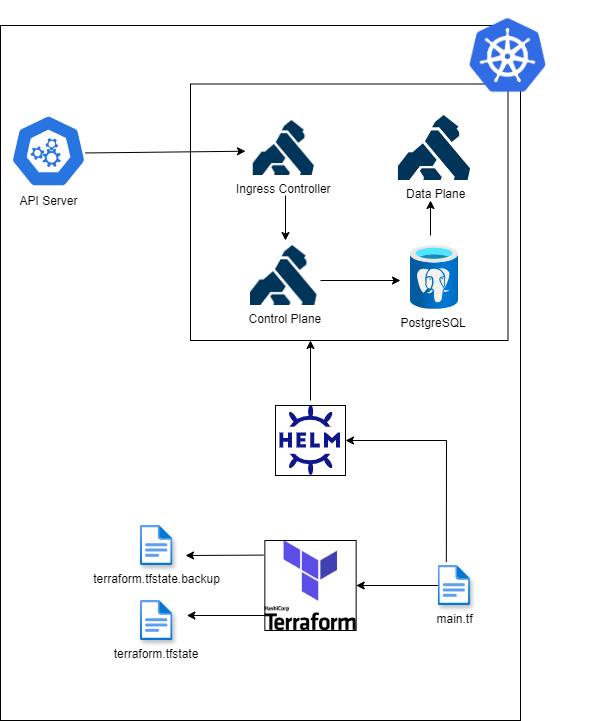 API Server
Ingress Controller
Data Plane
Control Plane
PostgreSQL
HELM
terraform.tfstate.backup
HashiCorp
Terraform
main.tf
terraform.tfstate